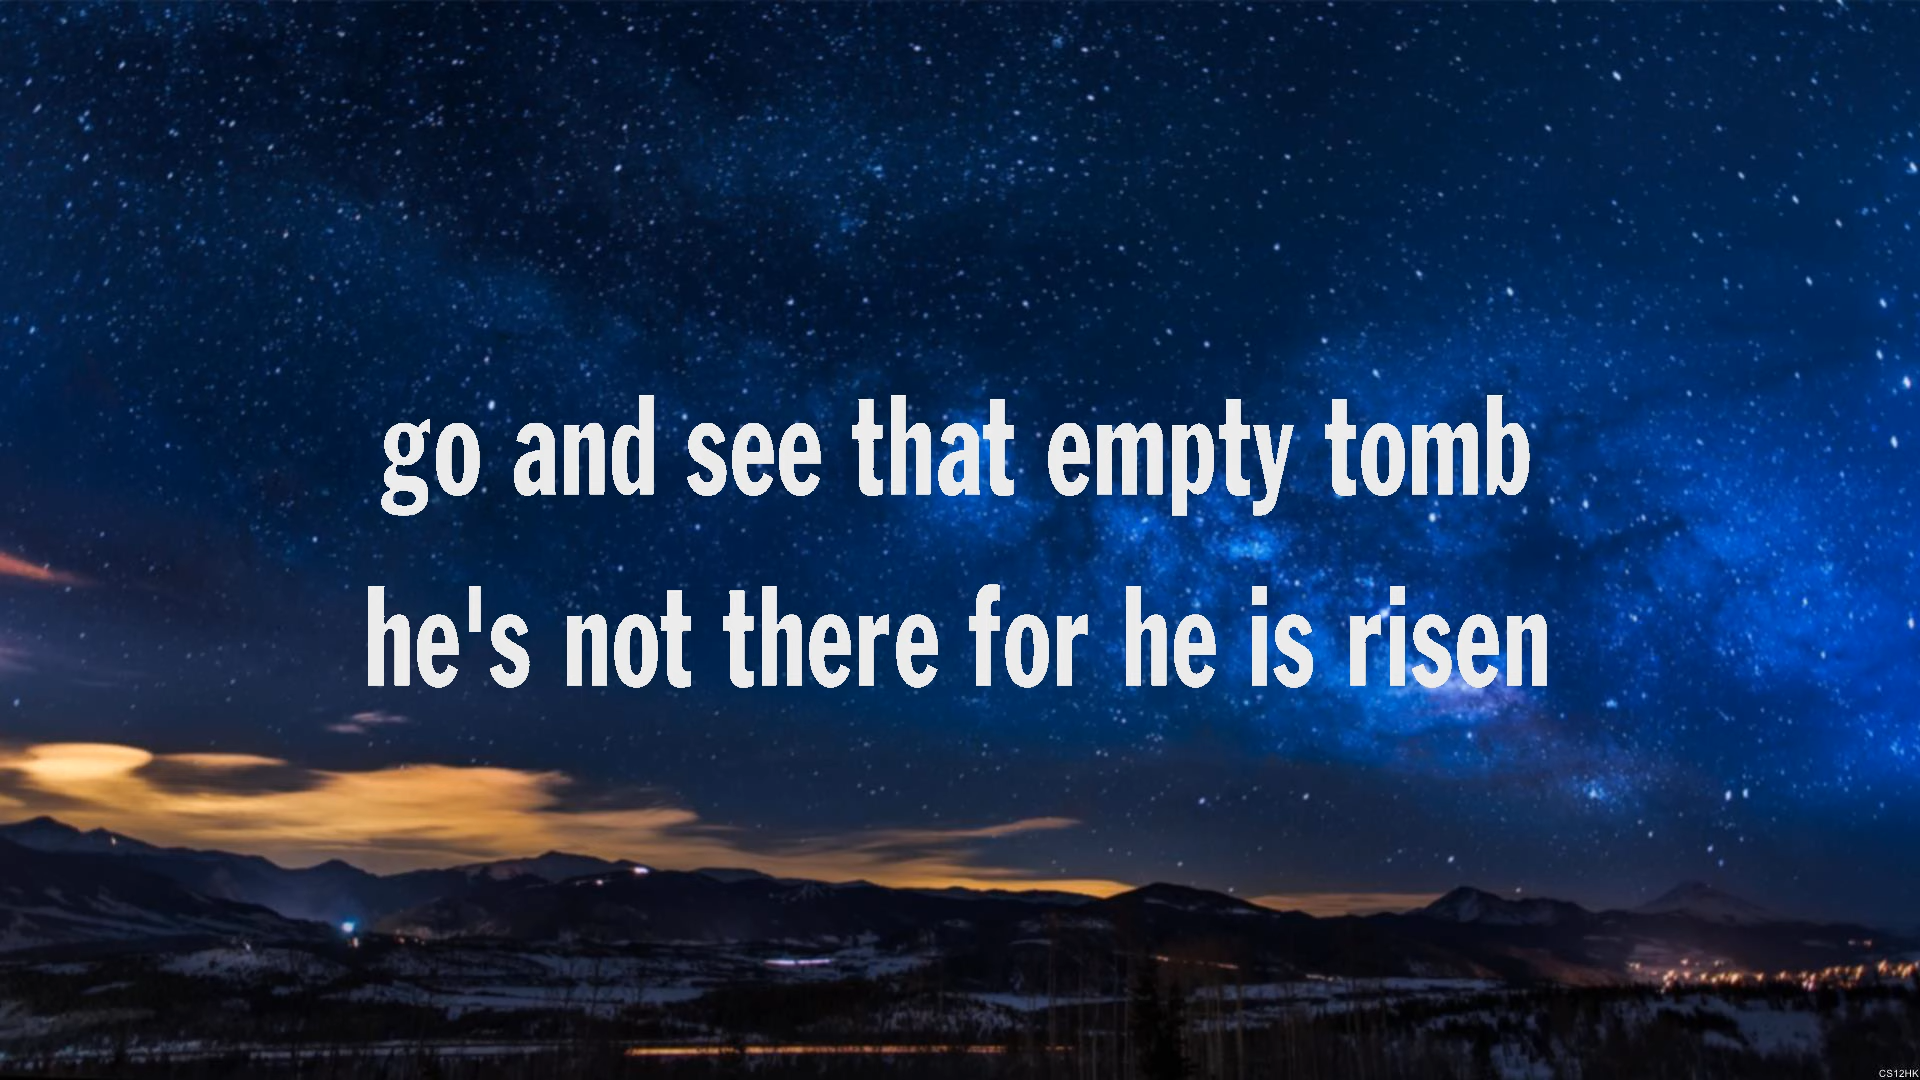 go and see that empty tomb
he's not there for he is risen
CS12HK